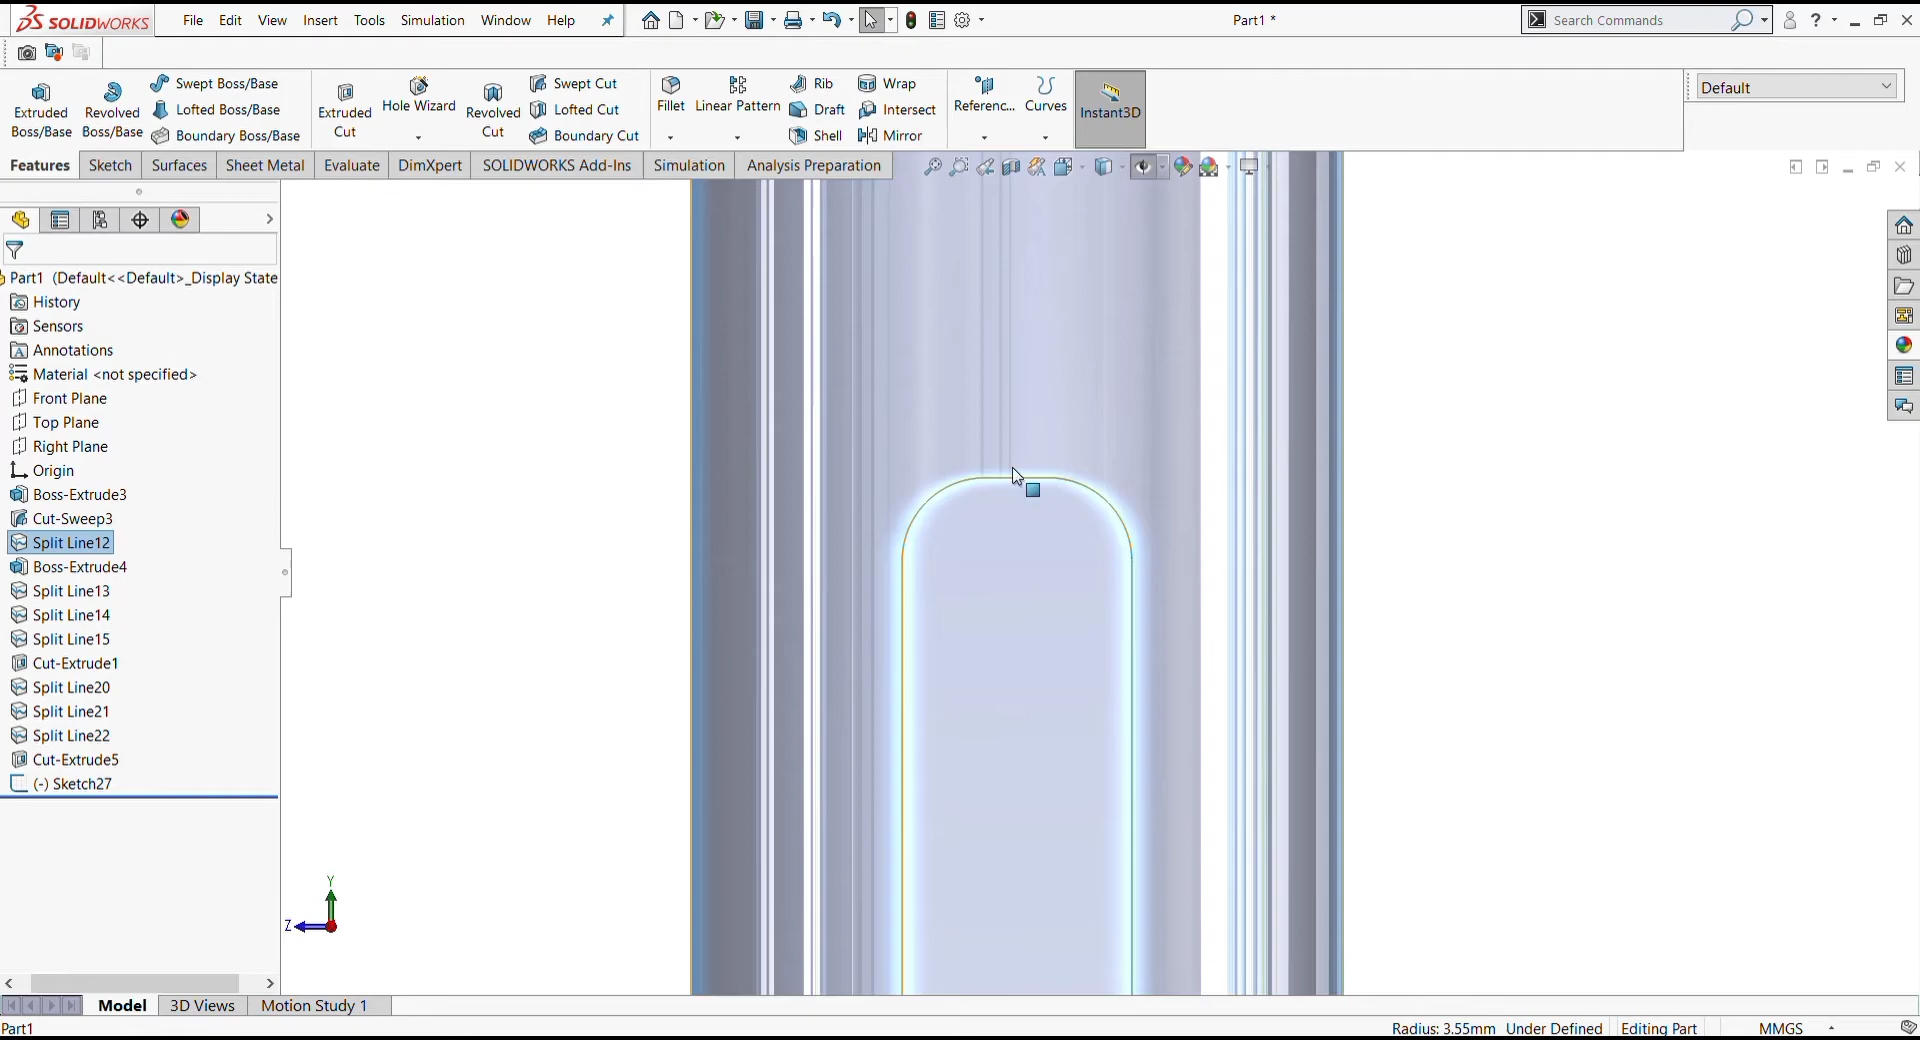 SOLIDWORKS File Edit View Insert Tools Simulation Window Help Part1 * Search Commands
Extruded Boss/Base
Revolved Boss/Base
Swept Boss/Base
Lofted Boss/Base
Boundary Boss/Base
Extruded Cut
Hole Wizard
Revolved Cut
Swept Cut
Lofted Cut
Boundary Cut
Fillet
Linear Pattern
Rib
Draft
Shell
Wrap
Intersect
Mirror
Referenc...
Curves
Instant3D
Default
Features Sketch Surfaces Sheet Metal Evaluate DimXpert SOLIDWORKS Add-Ins Simulation Analysis Preparation
Part1 (Default<<Default>_Display State
History
Sensors
Annotations
Material <not specified>
Front Plane
Top Plane
Right Plane
Origin
Boss-Extrude3
Cut-Sweep3
Split Line12
Boss-Extrude4
Split Line13
Split Line14
Split Line15
Cut-Extrude1
Split Line20
Split Line21
Split Line22
Cut-Extrude5
(-) Sketch27
Y
Z
Model 3D Views Motion Study 1
Part1 Radius: 3.55mm Under Defined Editing Part MMGS